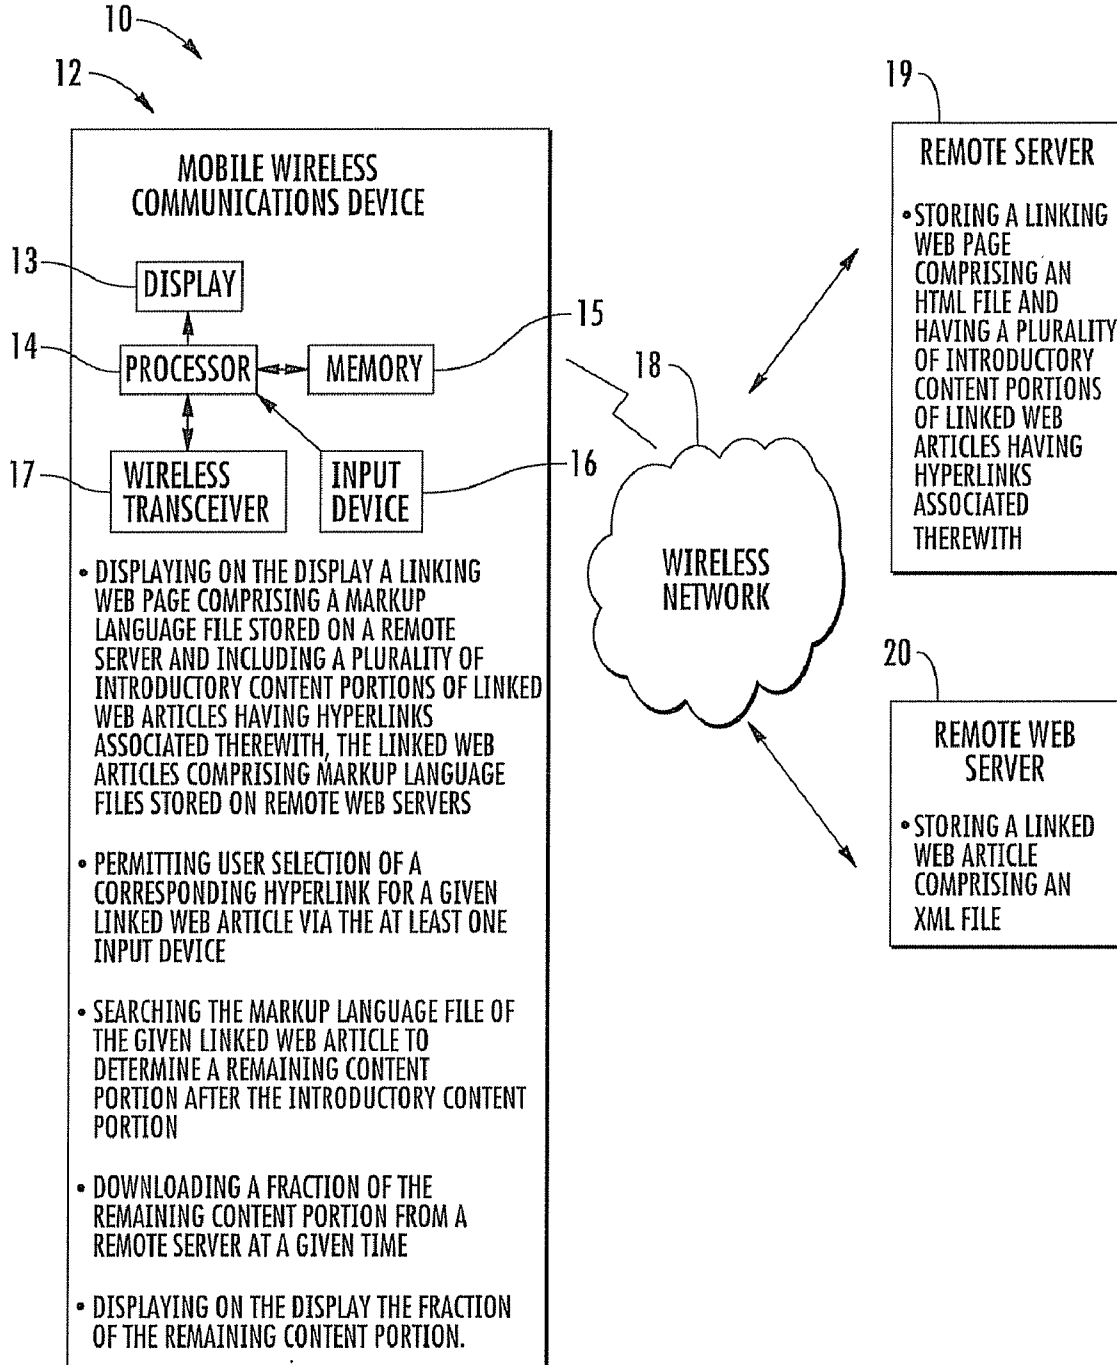 10
12
MOBILE WIRELESS
COMMUNICATIONS DEVICE
13
DISPLAY
14
PROCESSOR
MEMORY
15
17
WIRELESS
TRANSCEIVER
INPUT
DEVICE
16
• DISPLAYING ON THE DISPLAY A LINKING
WEB PAGE COMPRISING A MARKUP
LANGUAGE FILE STORED ON A REMOTE
SERVER AND INCLUDING A PLURALITY OF
INTRODUCTORY CONTENT PORTIONS OF LINKED
WEB ARTICLES HAVING HYPERLINKS
ASSOCIATED THEREWITH, THE LINKED WEB
ARTICLES COMPRISING MARKUP LANGUAGE
FILES STORED ON REMOTE WEB SERVERS
• PERMITTING USER SELECTION OF A
CORRESPONDING HYPERLINK FOR A GIVEN
LINKED WEB ARTICLE VIA THE AT LEAST ONE
INPUT DEVICE
• SEARCHING THE MARKUP LANGUAGE FILE OF
THE GIVEN LINKED WEB ARTICLE TO
DETERMINE A REMAINING CONTENT
PORTION AFTER THE INTRODUCTORY CONTENT
PORTION
• DOWNLOADING A FRACTION OF THE
REMAINING CONTENT PORTION FROM A
REMOTE SERVER AT A GIVEN TIME
• DISPLAYING ON THE DISPLAY THE FRACTION
OF THE REMAINING CONTENT PORTION.
18
WIRELESS
NETWORK
19
REMOTE SERVER
• STORING A LINKING
WEB PAGE
COMPRISING AN
HTML FILE AND
HAVING A PLURALITY
OF INTRODUCTORY
CONTENT PORTIONS
OF LINKED WEB
ARTICLES HAVING
HYPERLINKS
ASSOCIATED
THEREWITH
20
REMOTE WEB
SERVER
• STORING A LINKED
WEB ARTICLE
COMPRISING AN
XML FILE